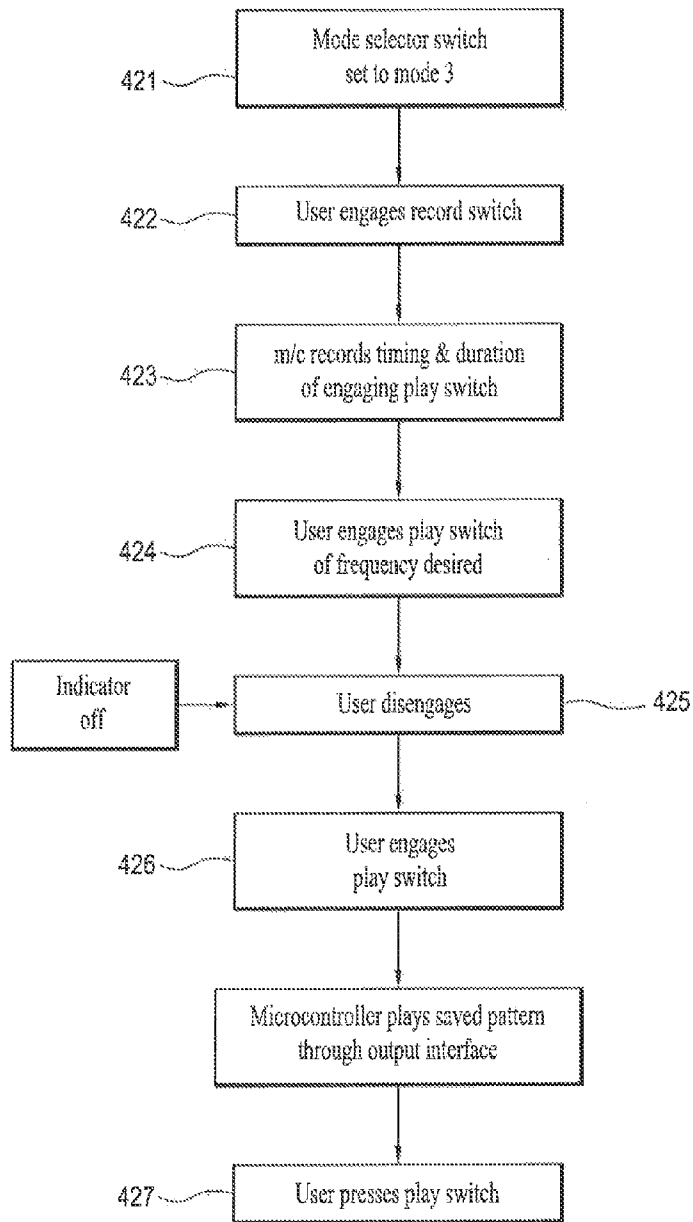 Mode selector switch
set to mode 3
421
User engages record switch
422
m/c records timing & duration
of engaging play switch
423
User engages play switch
of frequency desired
424
Indicator
off
User disengages
425
User engages
play switch
426
Microcontroller plays saved pattern
through output interface
User presses play switch
427